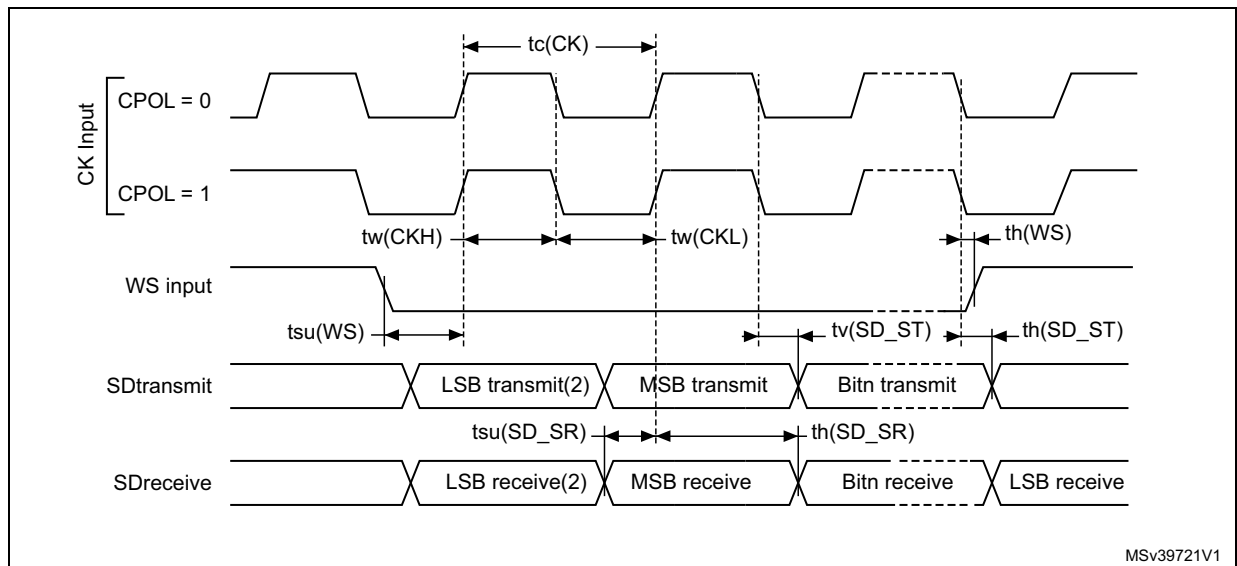 tc(CK)
CK Input
CPOL = 0
CPOL = 1
tw(CKH)
tw(CKL)
th(WS)
WS input
tsu(WS)
tv(SD_ST)
th(SD_ST)
SDtransmit
LSB transmit(2)
MSB transmit
Bitn transmit
tsu(SD_SR)
th(SD_SR)
SDreceive
LSB receive(2)
MSB receive
Bitn receive
LSB receive
MSv39721V1